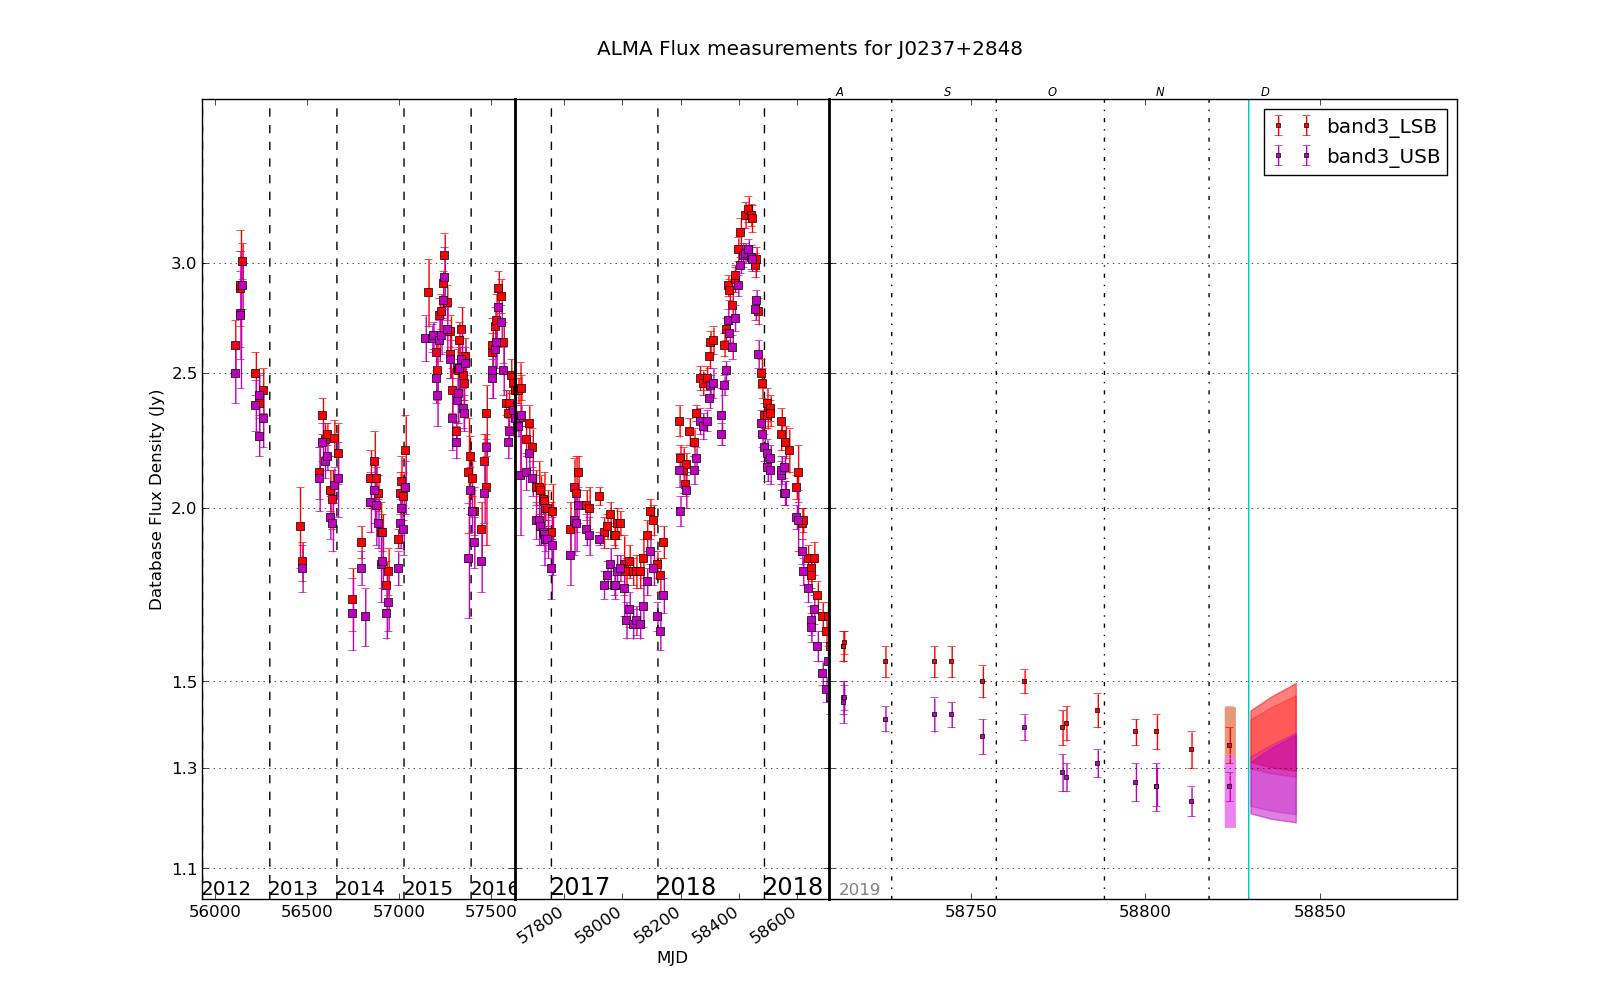 ALMA Flux measurements for J0237+2848
A S O N D
band3_LSB
band3_USB
3.0
2.5
2.0
1.5
1.3
1.1
Database Flux Density (Jy)
2012 2013 2014 2015 2016 2017 2018 2018 2019
56000 56500 57000 57500 57800 58000 58200 58400 58600 58750 58800 58850
MJD